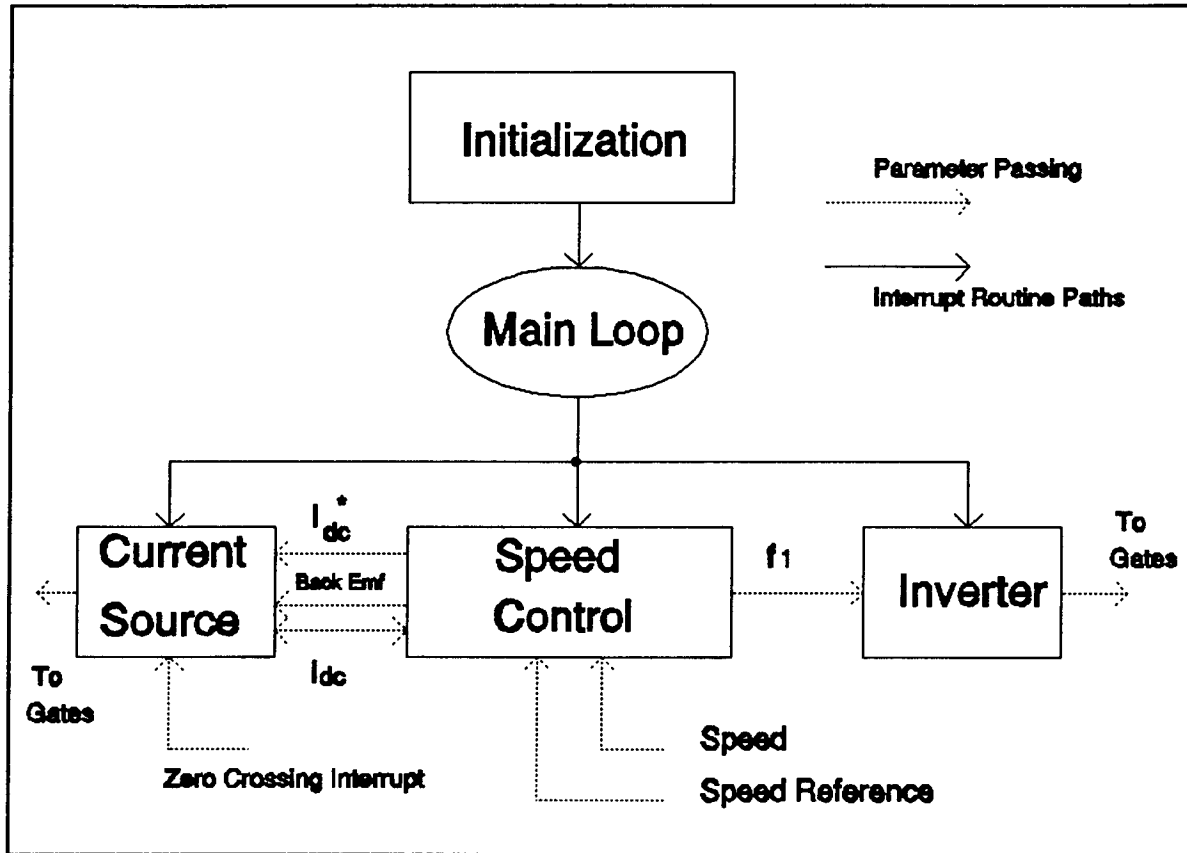 Initialization
Parameter Passing
Interrupt Routine Paths
Main Loop
I*dc
Current
Source
Back Emf
Idc
Speed
Control
f1
Inverter
To
Gates
To
Gates
Zero Crossing Interrupt
Speed
Speed Reference